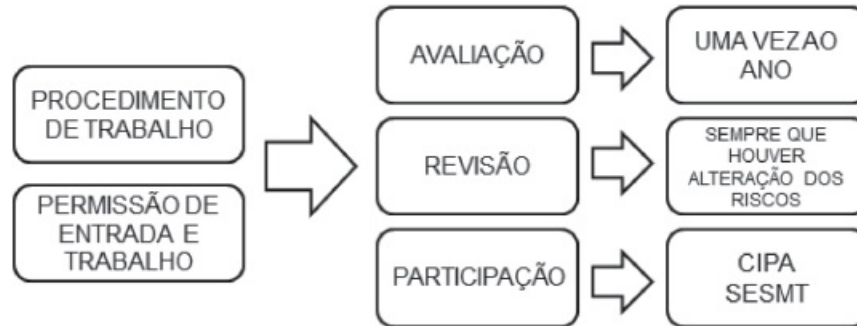 PROCEDIMENTO
DE TRABALHO
PERMISSÃO DE
ENTRADA E
TRABALHO
AVALIAÇÃO
UMA VEZAO
ANO
REVISÃO
SEMPRE QUE
HOUVER
ALTERAÇÃO DOS
RISCOS
PARTICIPAÇÃO
CIPA
SESMT